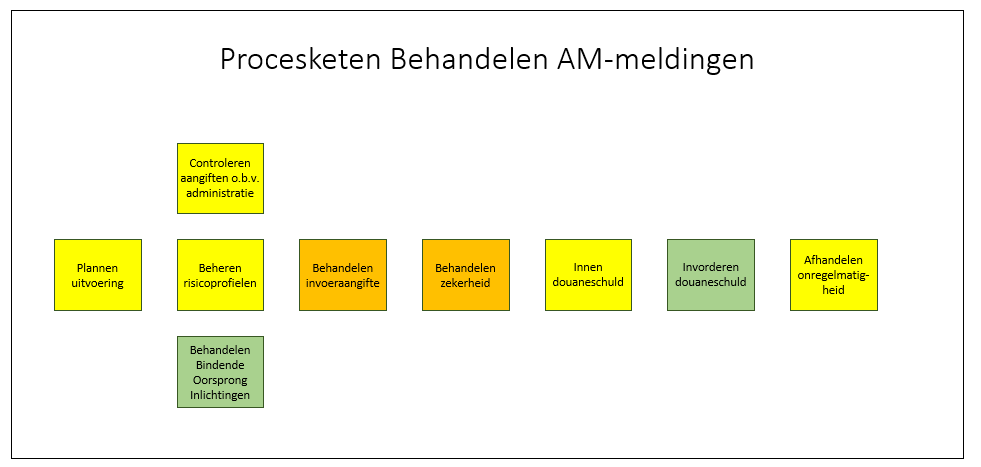 Procesketen Behandelen AM-meldingen
Controleren
aangiften o.b.v.
administratie
Plannen
uitvoering
Beheren
risicoprofielen
Behandelen
invoeraangifte
Behandelen
zekerheid
Innen
douaneschuld
Invorderen
douaneschuld
Afhandelen
onregelmatig-
heid
Behandelen
Bindende
Oorsprong
Inlichtingen